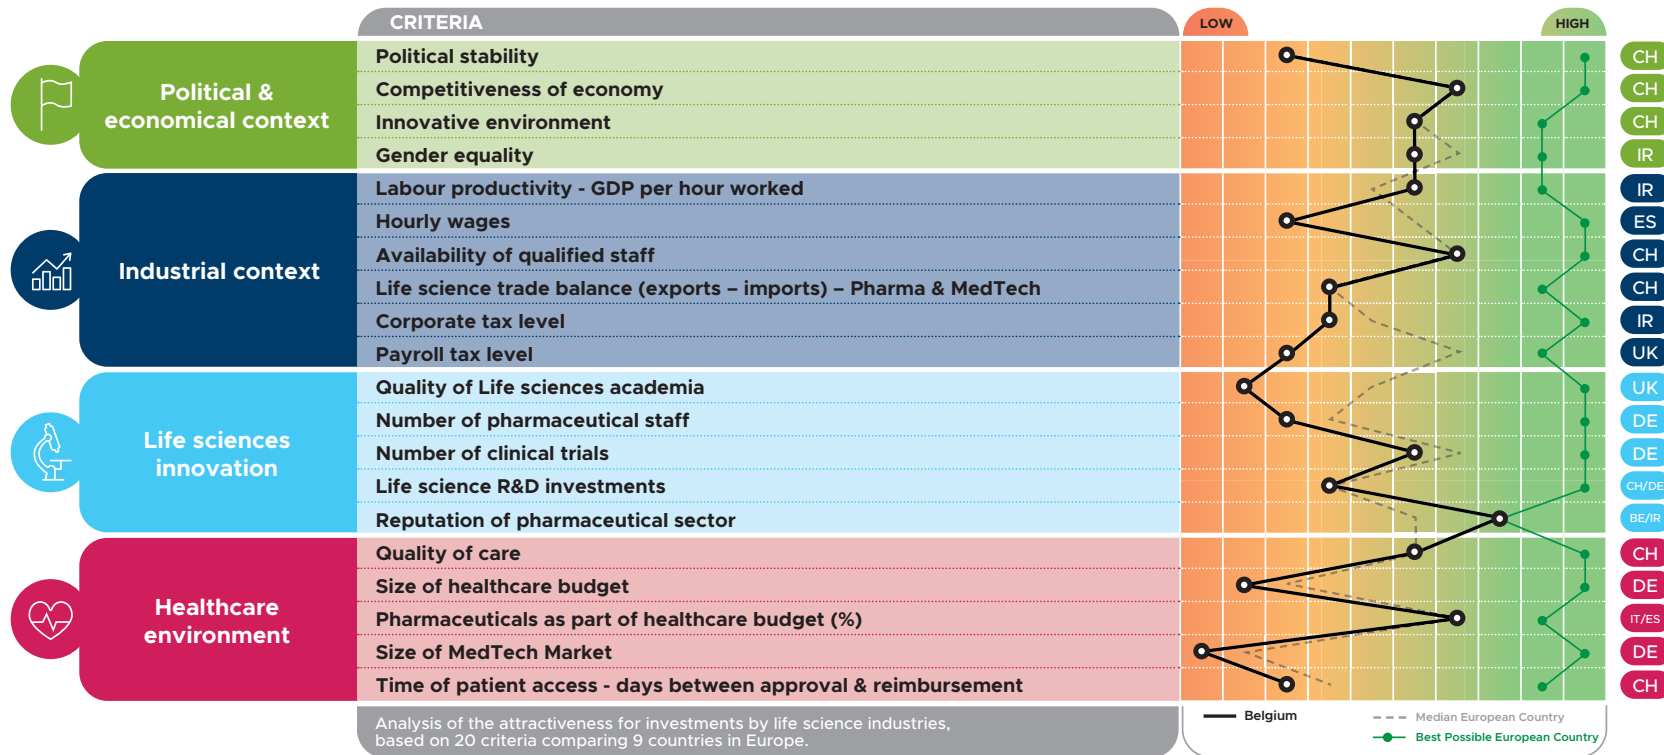 CRITERIA
LOW
HIGH
Political &
economical context
Political stability
CH
Competitiveness of economy
CH
Innovative environment
CH
Gender equality
IR
Industrial context
Labour productivity - GDP per hour worked
IR
Hourly wages
ES
Availability of qualified staff
CH
Life science trade balance (exports – imports) – Pharma & MedTech
CH
Corporate tax level
IR
Payroll tax level
UK
Life sciences
innovation
Quality of Life sciences academia
UK
Number of pharmaceutical staff
DE
Number of clinical trials
DE
Life science R&D investments
CH/DE
Reputation of pharmaceutical sector
BE/IR
Healthcare
environment
Quality of care
CH
Size of healthcare budget
DE
Pharmaceuticals as part of healthcare budget (%)
IT/ES
Size of MedTech Market
DE
Time of patient access - days between approval & reimbursement
CH
Analysis of the attractiveness for investments by life science industries,
based on 20 criteria comparing 9 countries in Europe.
Belgium
Median European Country
Best Possible European Country